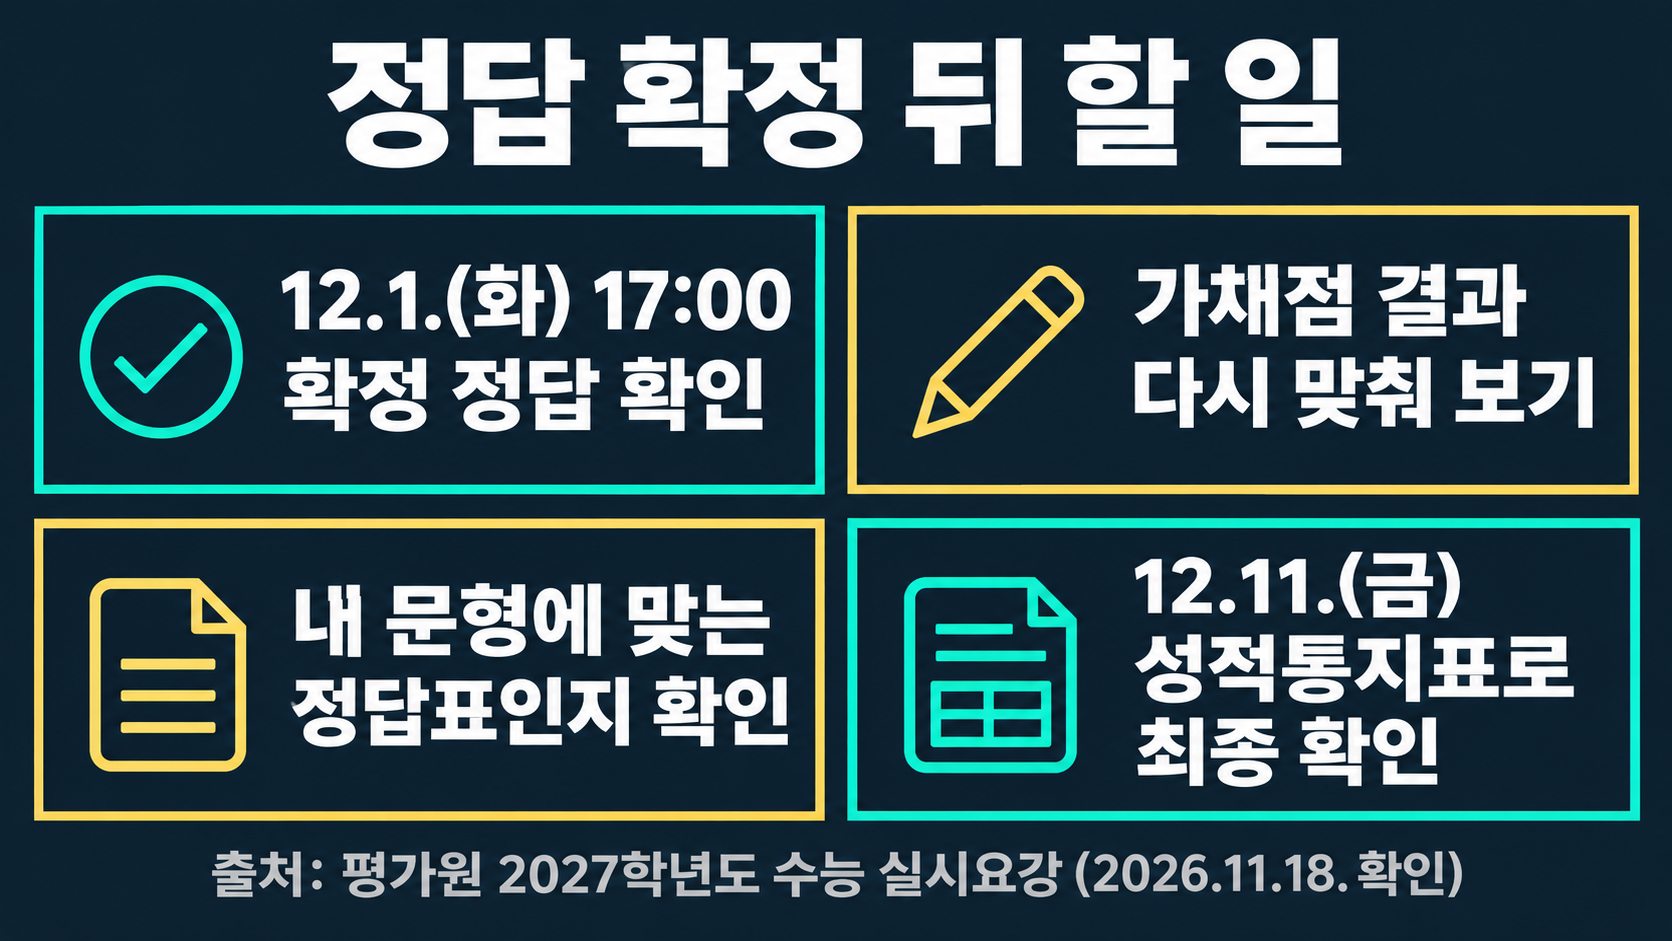 정답 확정 뒤 할 일
12.1.(화) 17:00
확정 정답 확인
가채점 결과
다시 맞춰 보기
내 문형에 맞는
정답표인지 확인
12.11.(금)
성적통지표로
최종 확인
출처: 평가원 2027학년도 수능 실시요강 (2026.11.18. 확인)